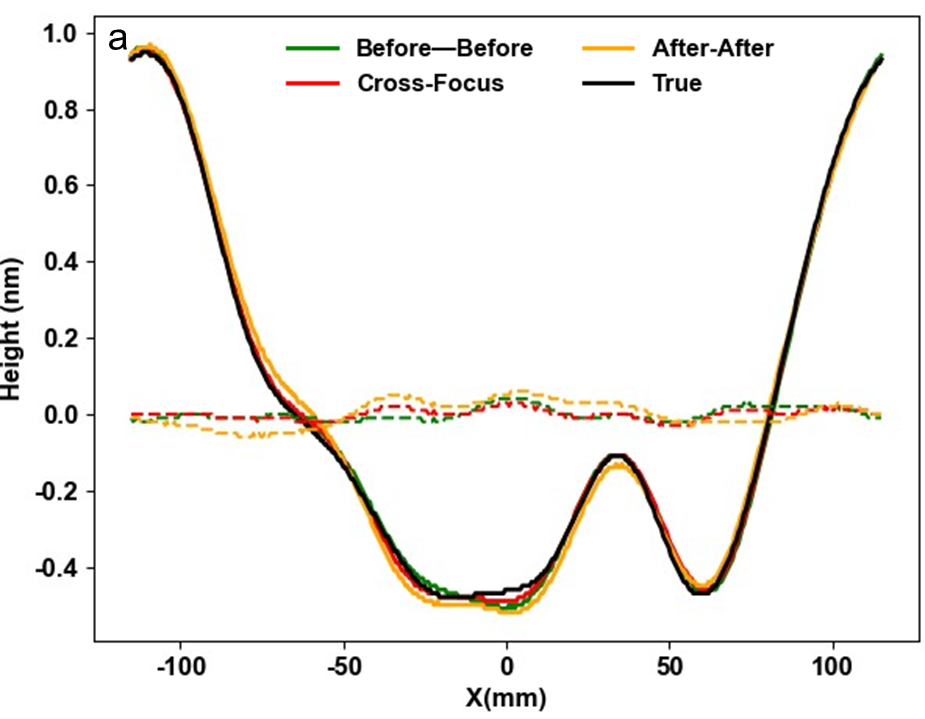 a
Before—Before
After-After
Cross-Focus
True
1.0
0.8
0.6
0.4
0.2
0.0
-0.2
-0.4
Height (nm)
-100
-50
0
50
100
X(mm)